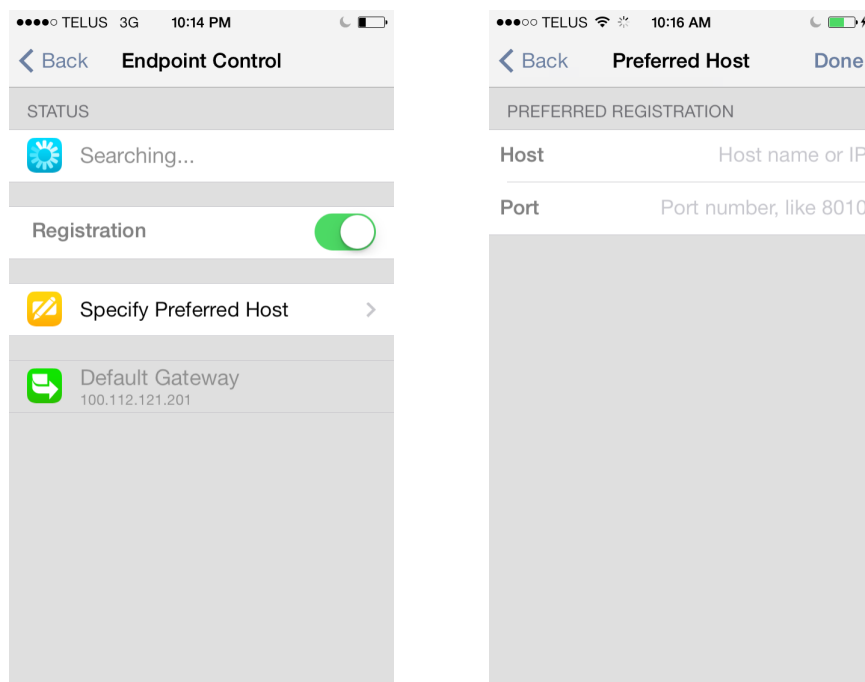 TELUS 3G 10:14 PM
Back Endpoint Control
STATUS
Searching...
Registration
Specify Preferred Host
Default Gateway
100.112.121.201
TELUS 10:16 AM
Back Preferred Host Done
PREFERRED REGISTRATION
Host Host name or IP
Port Port number, like 8010